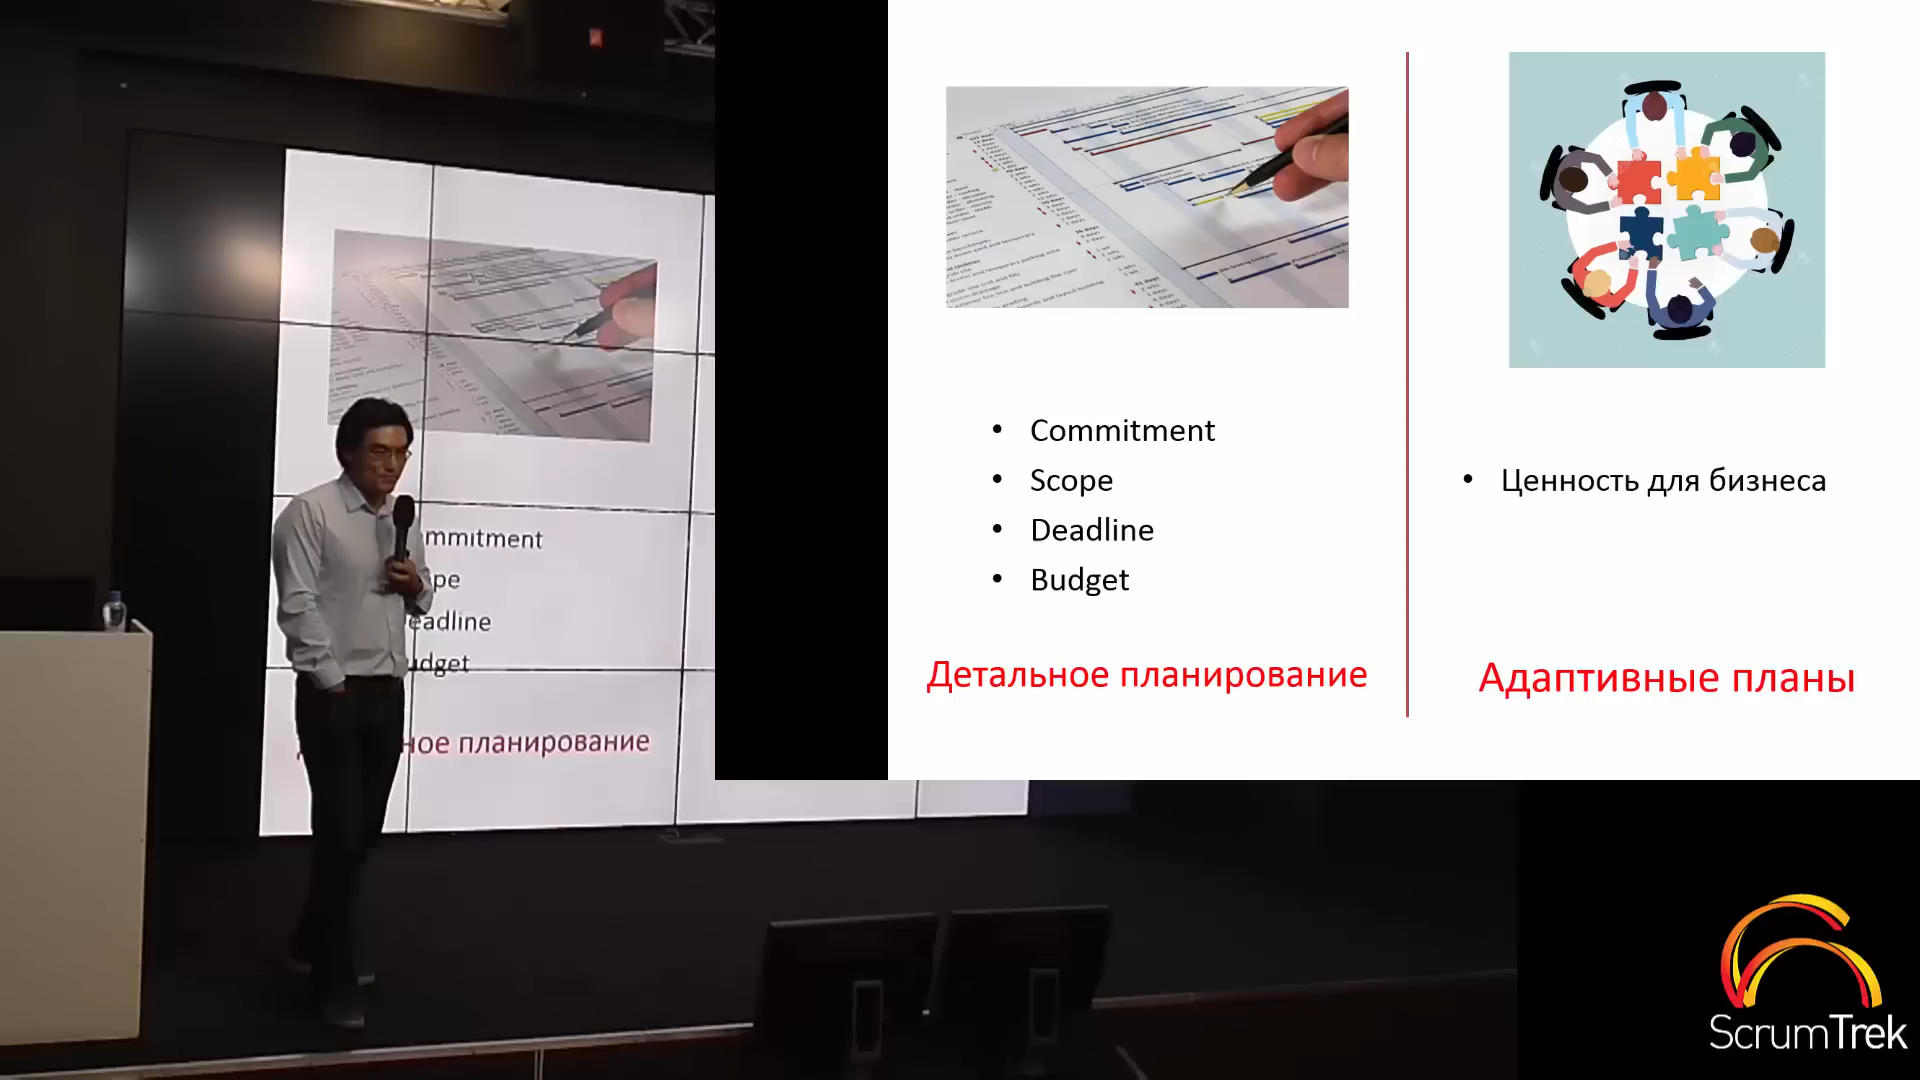 Commitment
Scope
Deadline
Budget
Детальное планирование
Ценность для бизнеса
Адаптивные планы
mmitment
pe
eadline
dget
ное планирование
ScrumTrek